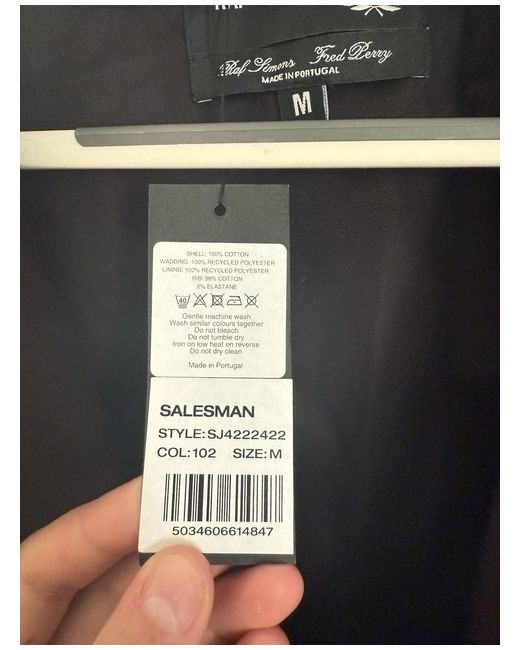 Raf Simons Fred Perry
MADE IN PORTUGAL
M
SHELL: 100% COTTON
WADDING: 100% RECYCLED POLYESTER
LINING: 100% RECYCLED POLYESTER
RIB: 98% COTTON
2% ELASTANE
40
Gentle machine wash
Wash similar colours together
Do not bleach
Do not tumble dry
Iron on low heat on reverse
Do not dry clean
Made in Portugal
SALESMAN
STYLE:SJ4222422
COL:102 SIZE:M
5034606614847